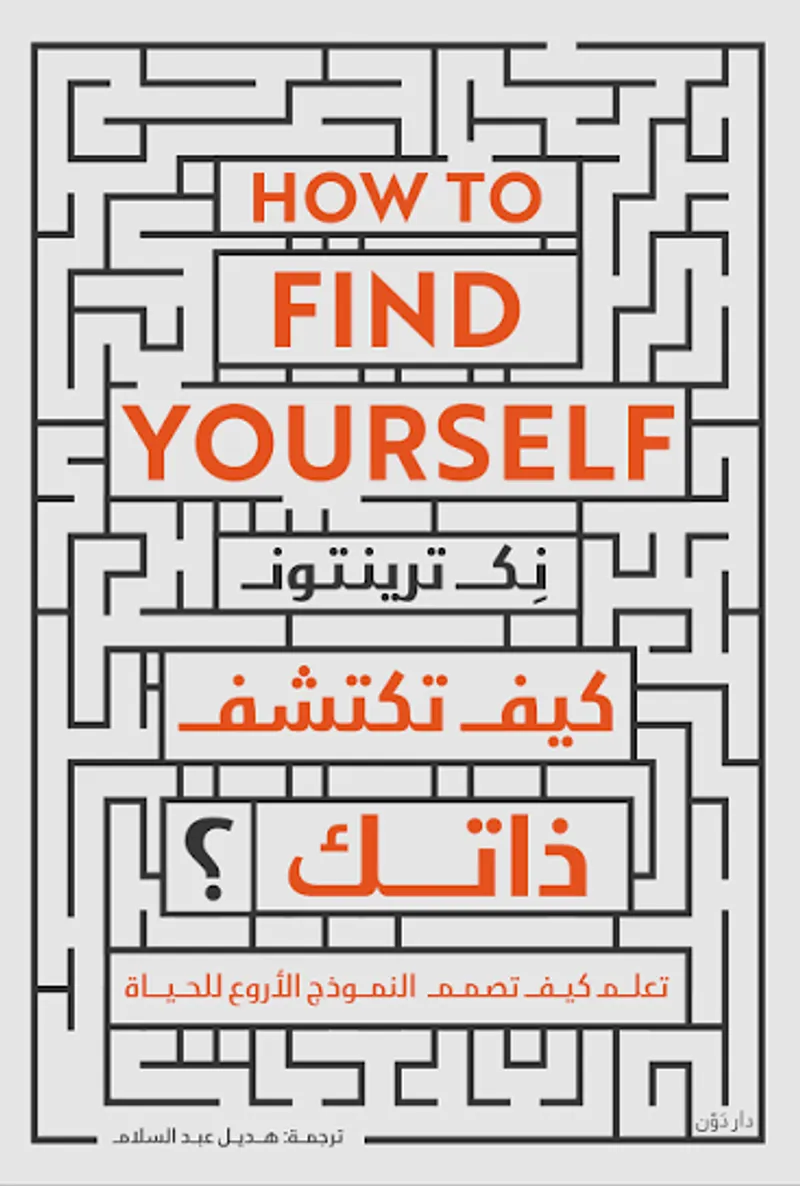 HOW TO
FIND
YOURSELF
نِك ترينتون
كيف تكتشف
ذاتك ؟
تعلم كيف تصمم النموذج الأروع للحياة
ترجمة: هديل عبد السلام
دار دَوِّن